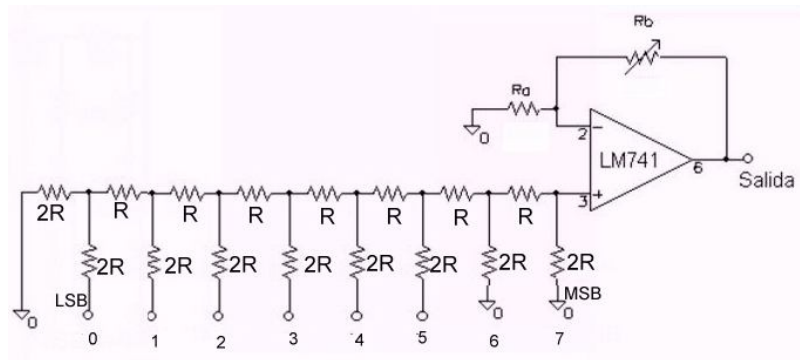 Rb
Ra
0
2
LM741
6
Salida
3
2R R R R R R R R
2R 2R 2R 2R 2R 2R 2R 2R
LSB MSB
0 0 0
0 1 2 3 4 5 6 7